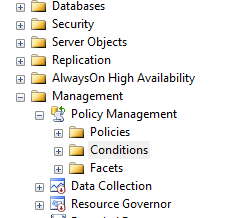 Databases
Security
Server Objects
Replication
AlwaysOn High Availability
Management
Policy Management
Policies
Conditions
Facets
Data Collection
Resource Governor